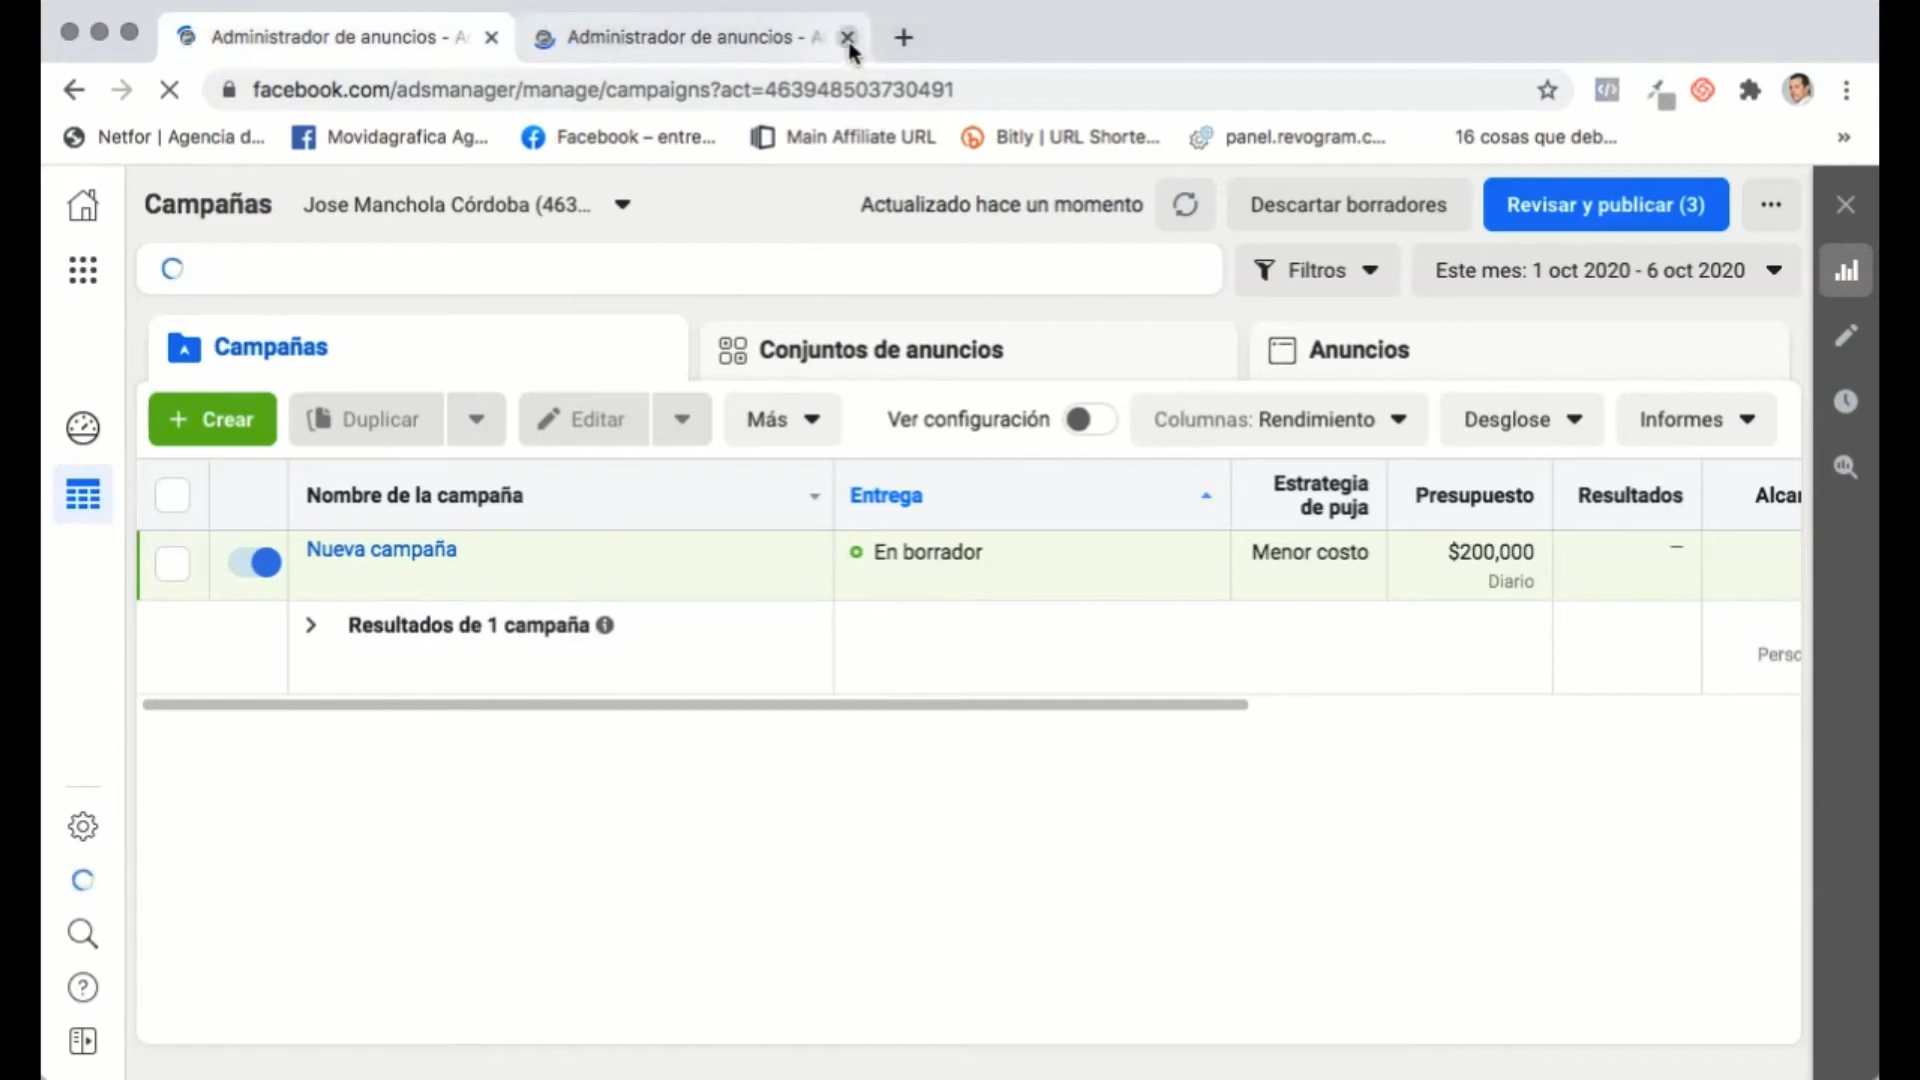 Administrador de anuncios - A
Administrador de anuncios - A
facebook.com/adsmanager/manage/campaigns?act=463948503730491
Netfor | Agencia d...
Movidagrafica Ag...
Facebook – entre...
Main Affiliate URL
Bitly | URL Shorte...
panel.revogram.c...
16 cosas que deb...
»
Campañas
Jose Manchola Córdoba (463...
Actualizado hace un momento
Descartar borradores
Revisar y publicar (3)
Filtros
Este mes: 1 oct 2020 - 6 oct 2020
Campañas
Conjuntos de anuncios
Anuncios
+ Crear
Duplicar
Editar
Más
Ver configuración
Columnas: Rendimiento
Desglose
Informes
Nombre de la campaña
Entrega
Estrategia
de puja
Presupuesto
Resultados
Alcar
Nueva campaña
En borrador
Menor costo
$200,000
Diario
—
Resultados de 1 campaña
Perso